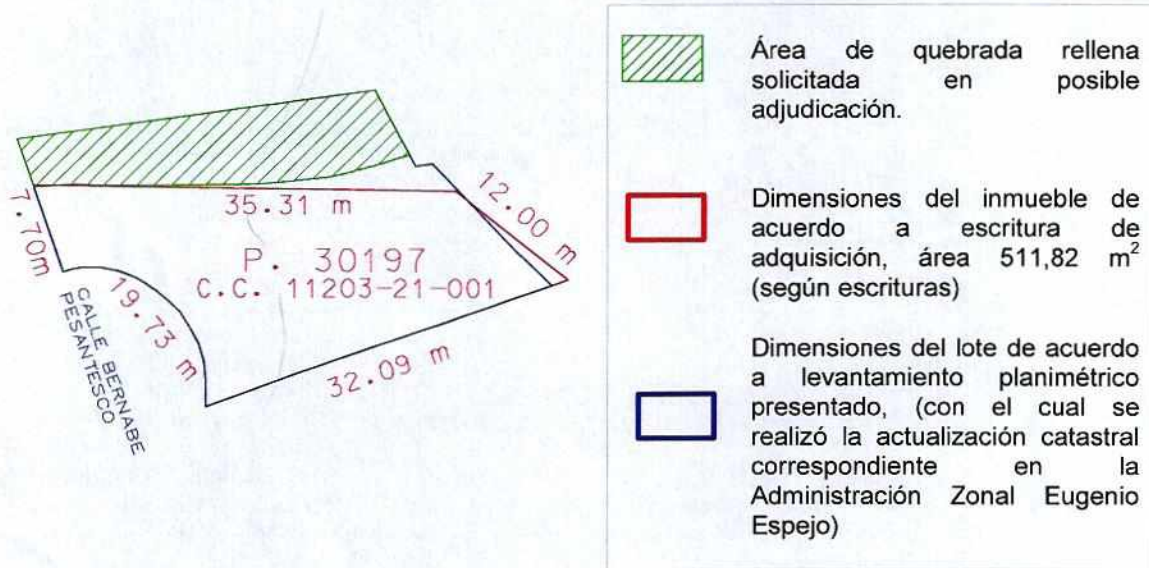 35.31 m
12.00 m
7.70m
P. 30197
C.C. 11203-21-001
19.73 m
32.09 m
CALLE BERNABE
PESANTESCO
Área de quebrada rellena
solicitada en posible
adjudicación.
Dimensiones del inmueble de
acuerdo a escritura de
adquisición, área 511,82 m²
(según escrituras)
Dimensiones del lote de acuerdo
a levantamiento planimétrico
presentado, (con el cual se
realizó la actualización catastral
correspondiente en la
Administración Zonal Eugenio
Espejo)